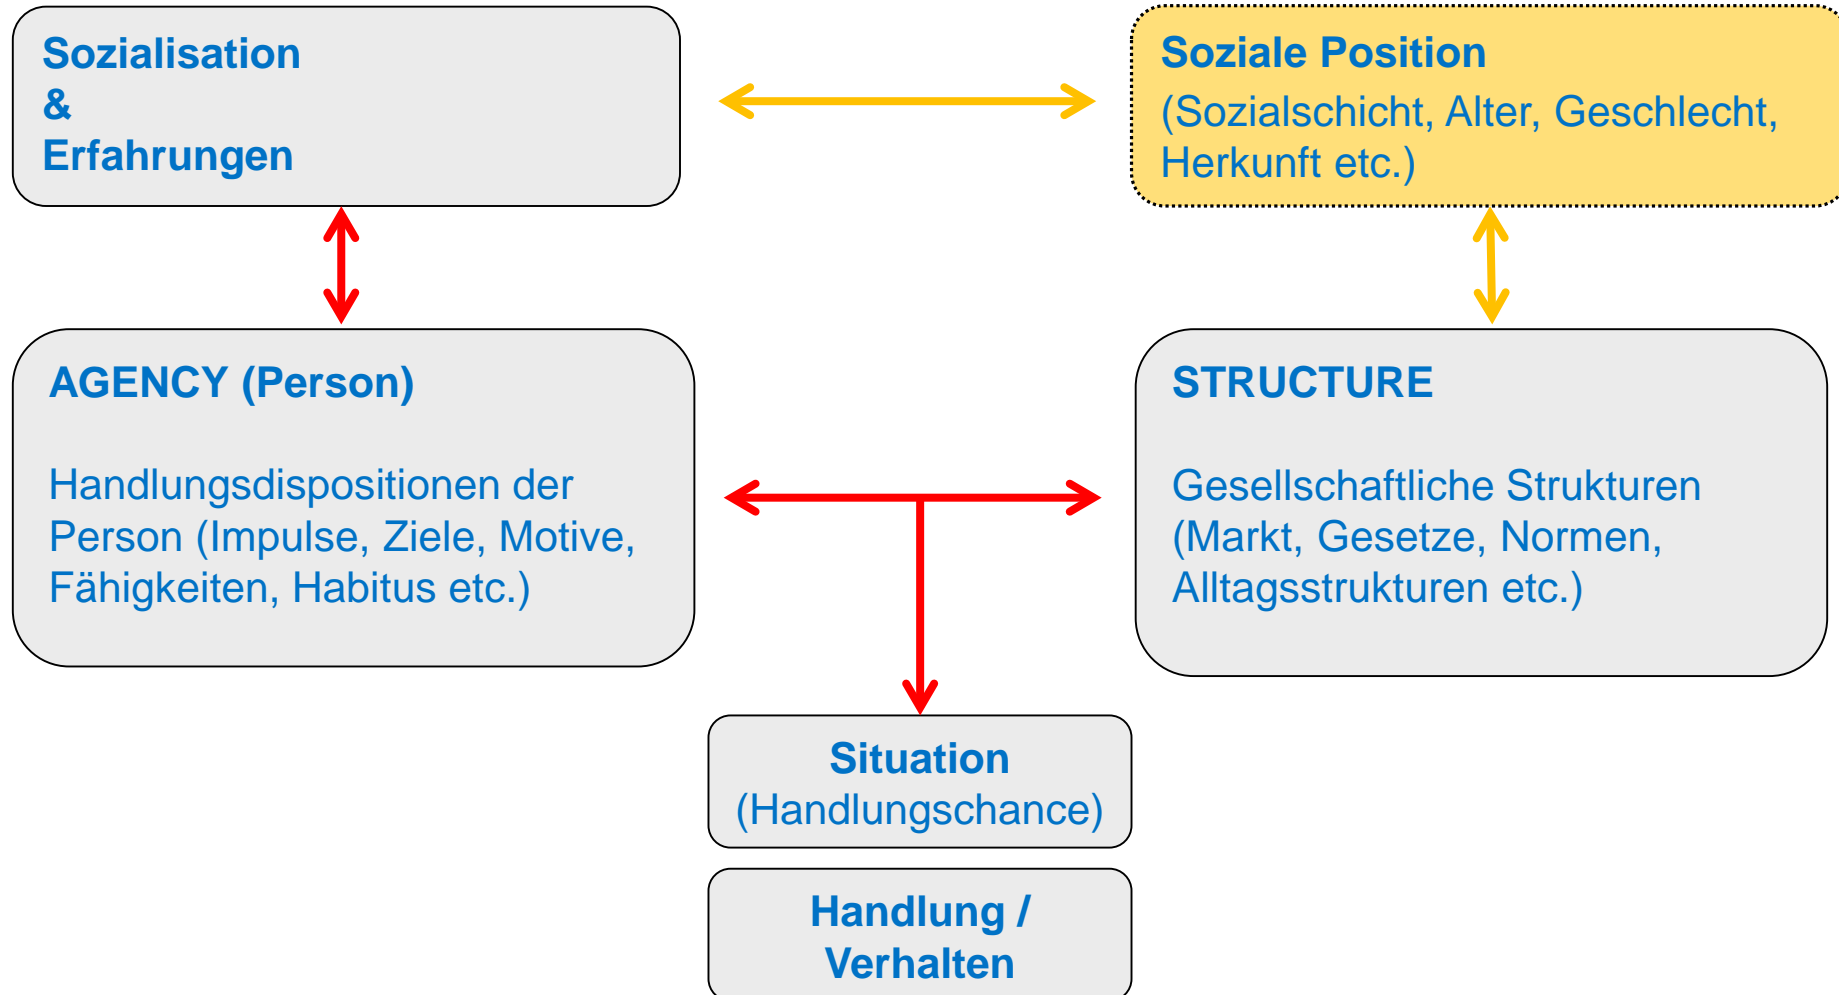 Sozialisation
&
Erfahrungen
Soziale Position
(Sozialschicht, Alter, Geschlecht,
Herkunft etc.)
AGENCY (Person)
Handlungsdispositionen der
Person (Impulse, Ziele, Motive,
Fähigkeiten, Habitus etc.)
STRUCTURE
Gesellschaftliche Strukturen
(Markt, Gesetze, Normen,
Alltagsstrukturen etc.)
Situation
(Handlungschance)
Handlung /
Verhalten